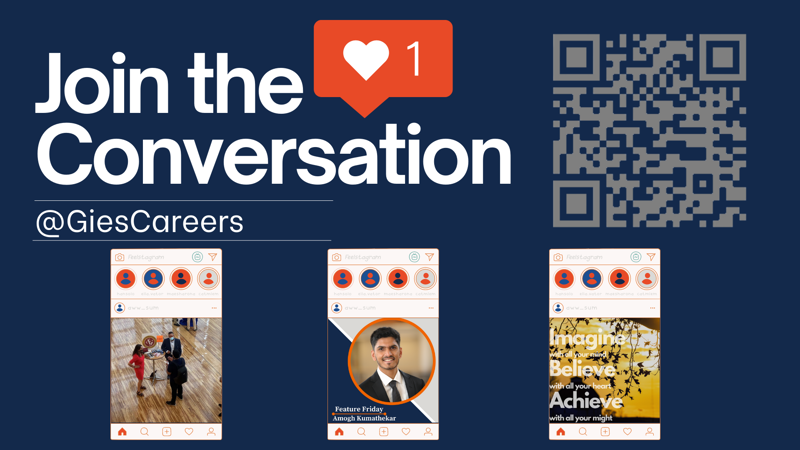 Join the
1
Conversation
@GiesCareers
Feature Friday
Amogh Kumathekar
Imagine
with all your mind
Believe
with all your heart
Achieve
with all your might